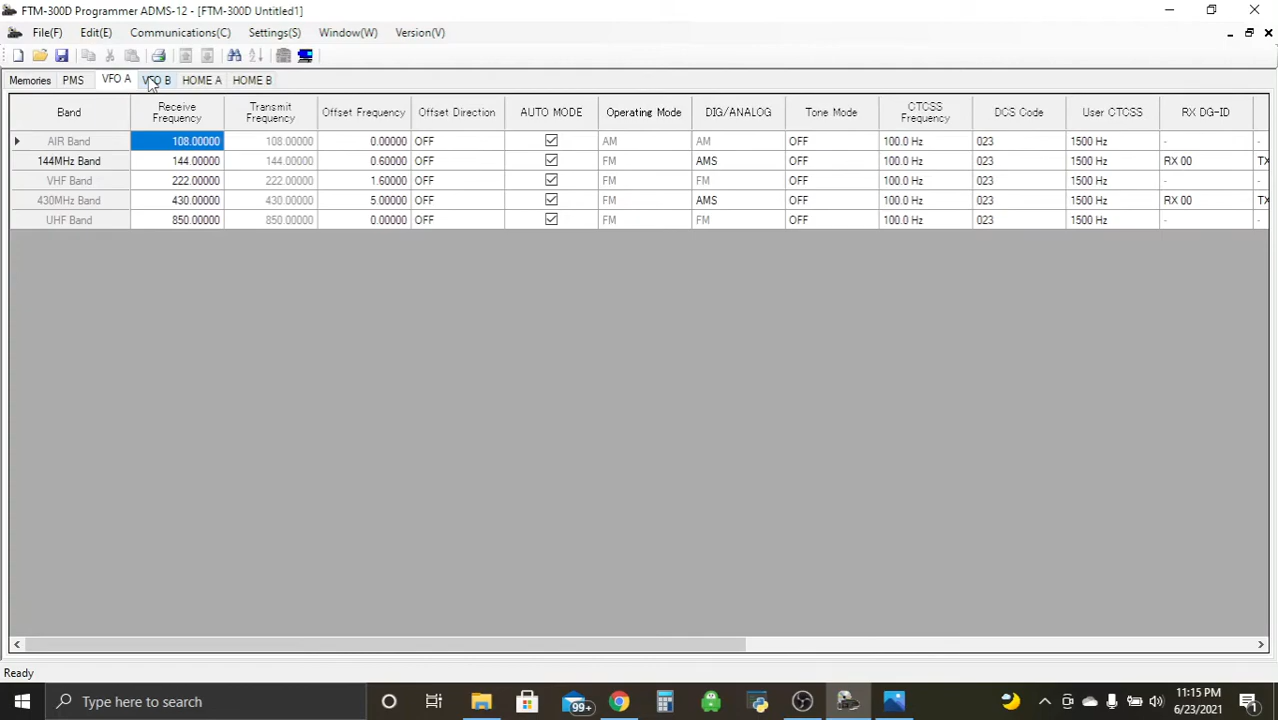 FTM-300D Programmer ADMS-12 - [FTM-300D Untitled1]
File(F) Edit(E) Communications(C) Settings(S) Window(W) Version(V)
Memories PMS VFO A VFO B HOME A HOME B
Band Receive Frequency Transmit Frequency Offset Frequency Offset Direction AUTO MODE Operating Mode DIG/ANALOG Tone Mode CTCSS Frequency DCS Code User CTCSS RX DG-ID
AIR Band 108.00000 108.00000 0.00000 OFF AM AM OFF 100.0 Hz 023 1500 Hz - -
144MHz Band 144.00000 144.00000 0.60000 OFF FM AMS OFF 100.0 Hz 023 1500 Hz RX 00 TX
VHF Band 222.00000 222.00000 1.60000 OFF FM FM OFF 100.0 Hz 023 1500 Hz - -
430MHz Band 430.00000 430.00000 5.00000 OFF FM AMS OFF 100.0 Hz 023 1500 Hz RX 00 TX
UHF Band 850.00000 850.00000 0.00000 OFF FM FM OFF 100.0 Hz 023 1500 Hz - -
Ready
Type here to search
99+
11:15 PM
6/23/2021
1